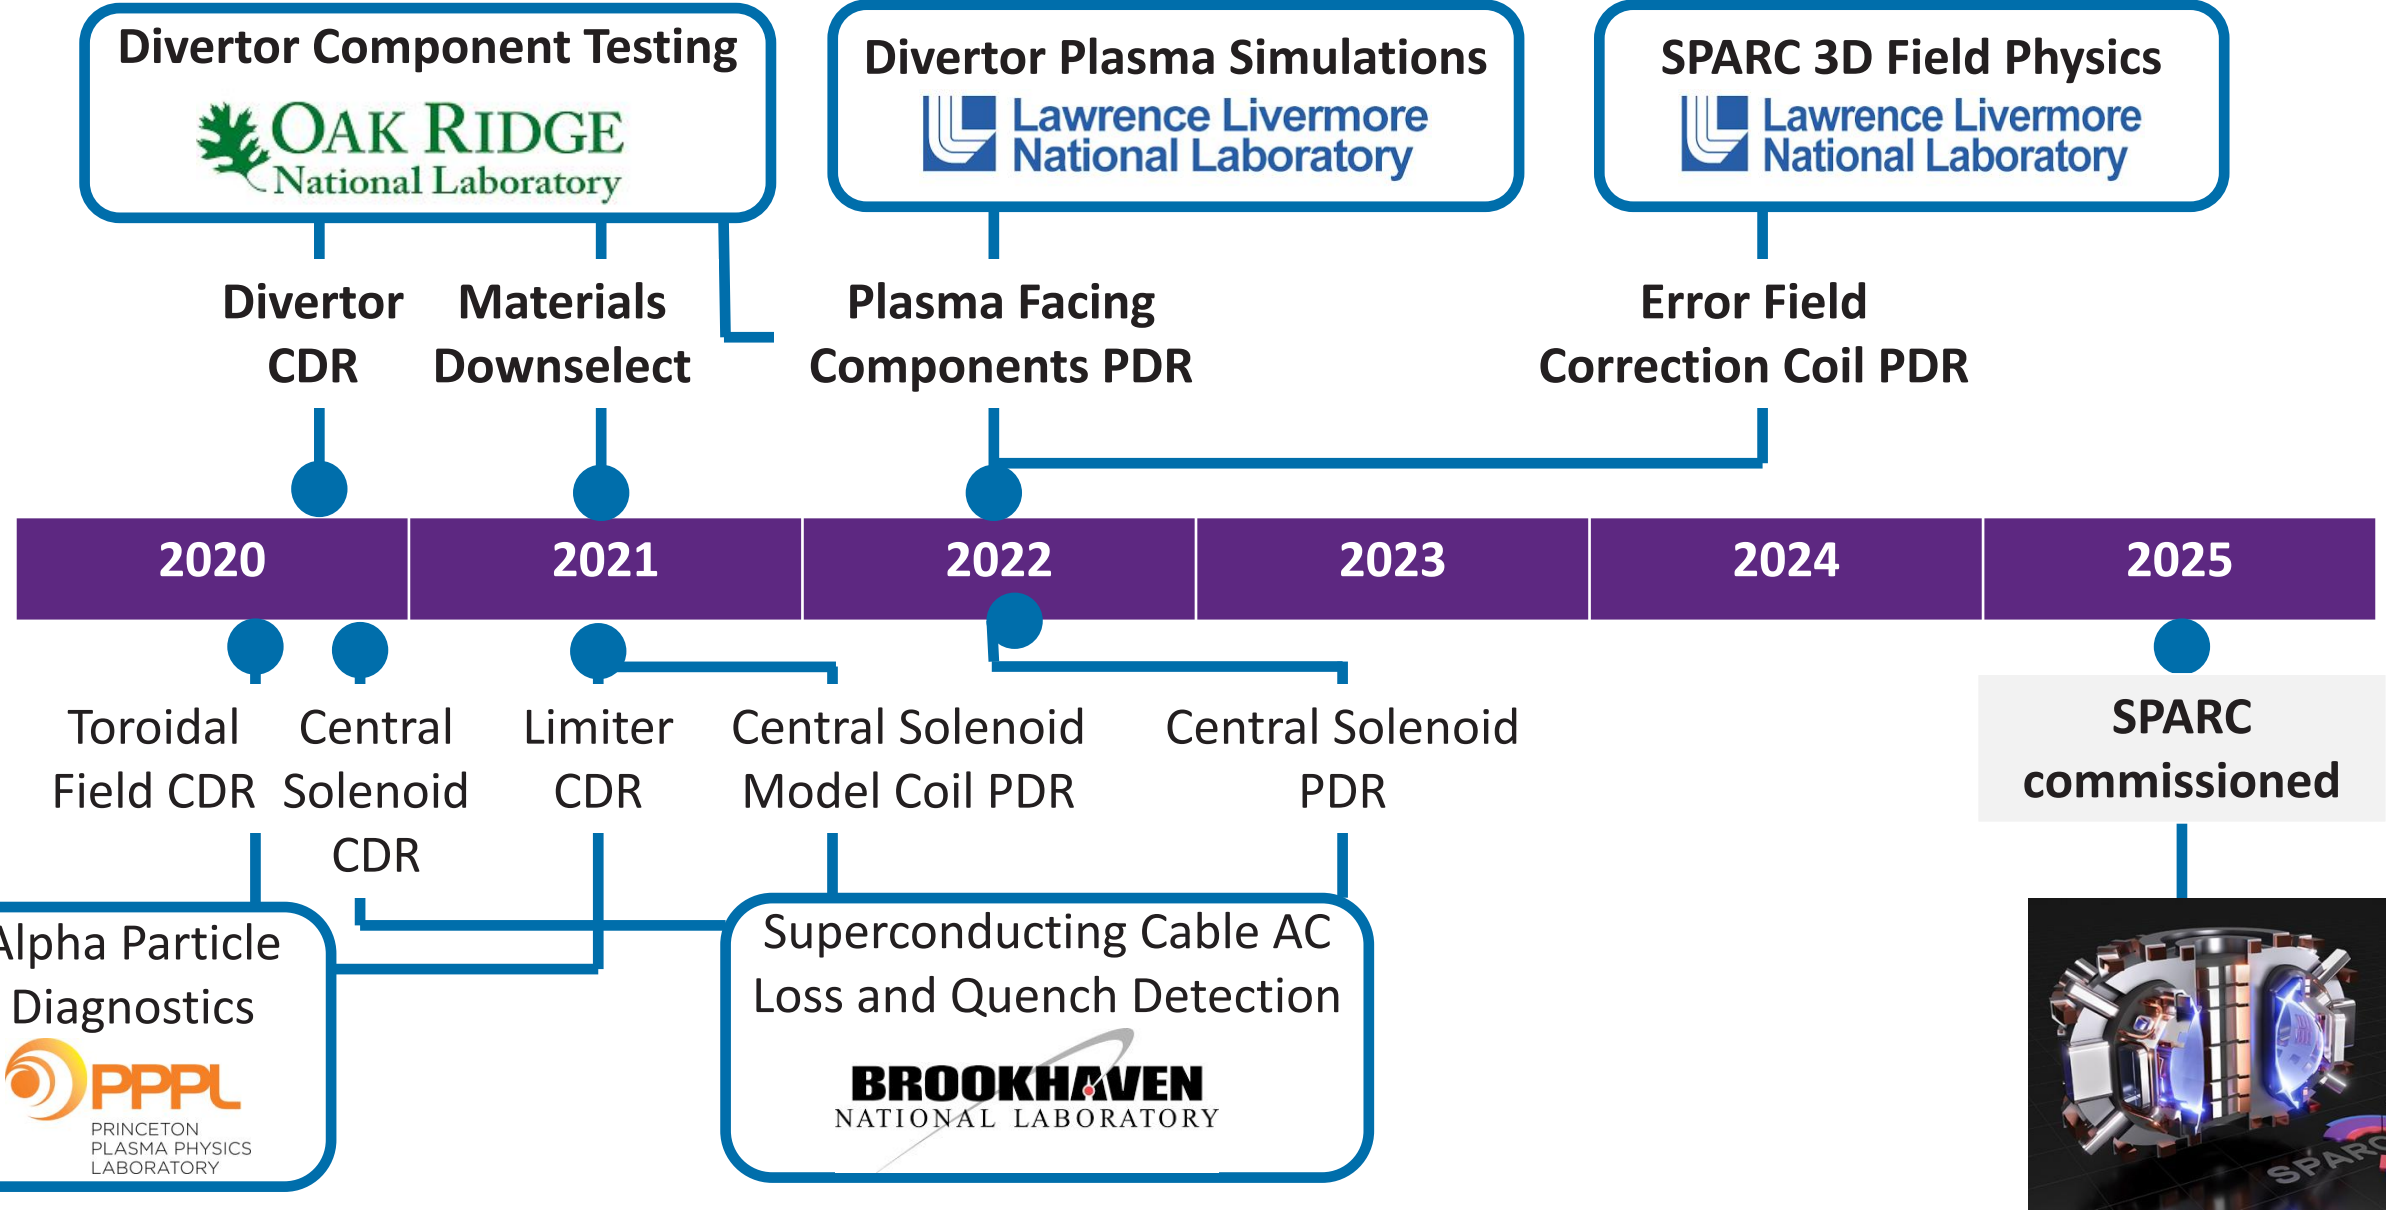 Divertor Component Testing
OAK RIDGE
National Laboratory
Divertor Plasma Simulations
Lawrence Livermore
National Laboratory
SPARC 3D Field Physics
Lawrence Livermore
National Laboratory
Divertor
CDR
Materials
Downselect
Plasma Facing
Components PDR
Error Field
Correction Coil PDR
2020
2021
2022
2023
2024
2025
Toroidal
Field CDR
Central
Solenoid
CDR
Limiter
CDR
Central Solenoid
Model Coil PDR
Central Solenoid
PDR
SPARC
commissioned
Alpha Particle
Diagnostics
PPPL
PRINCETON
PLASMA PHYSICS
LABORATORY
Superconducting Cable AC
Loss and Quench Detection
BROOKHAVEN
NATIONAL LABORATORY
SPARC